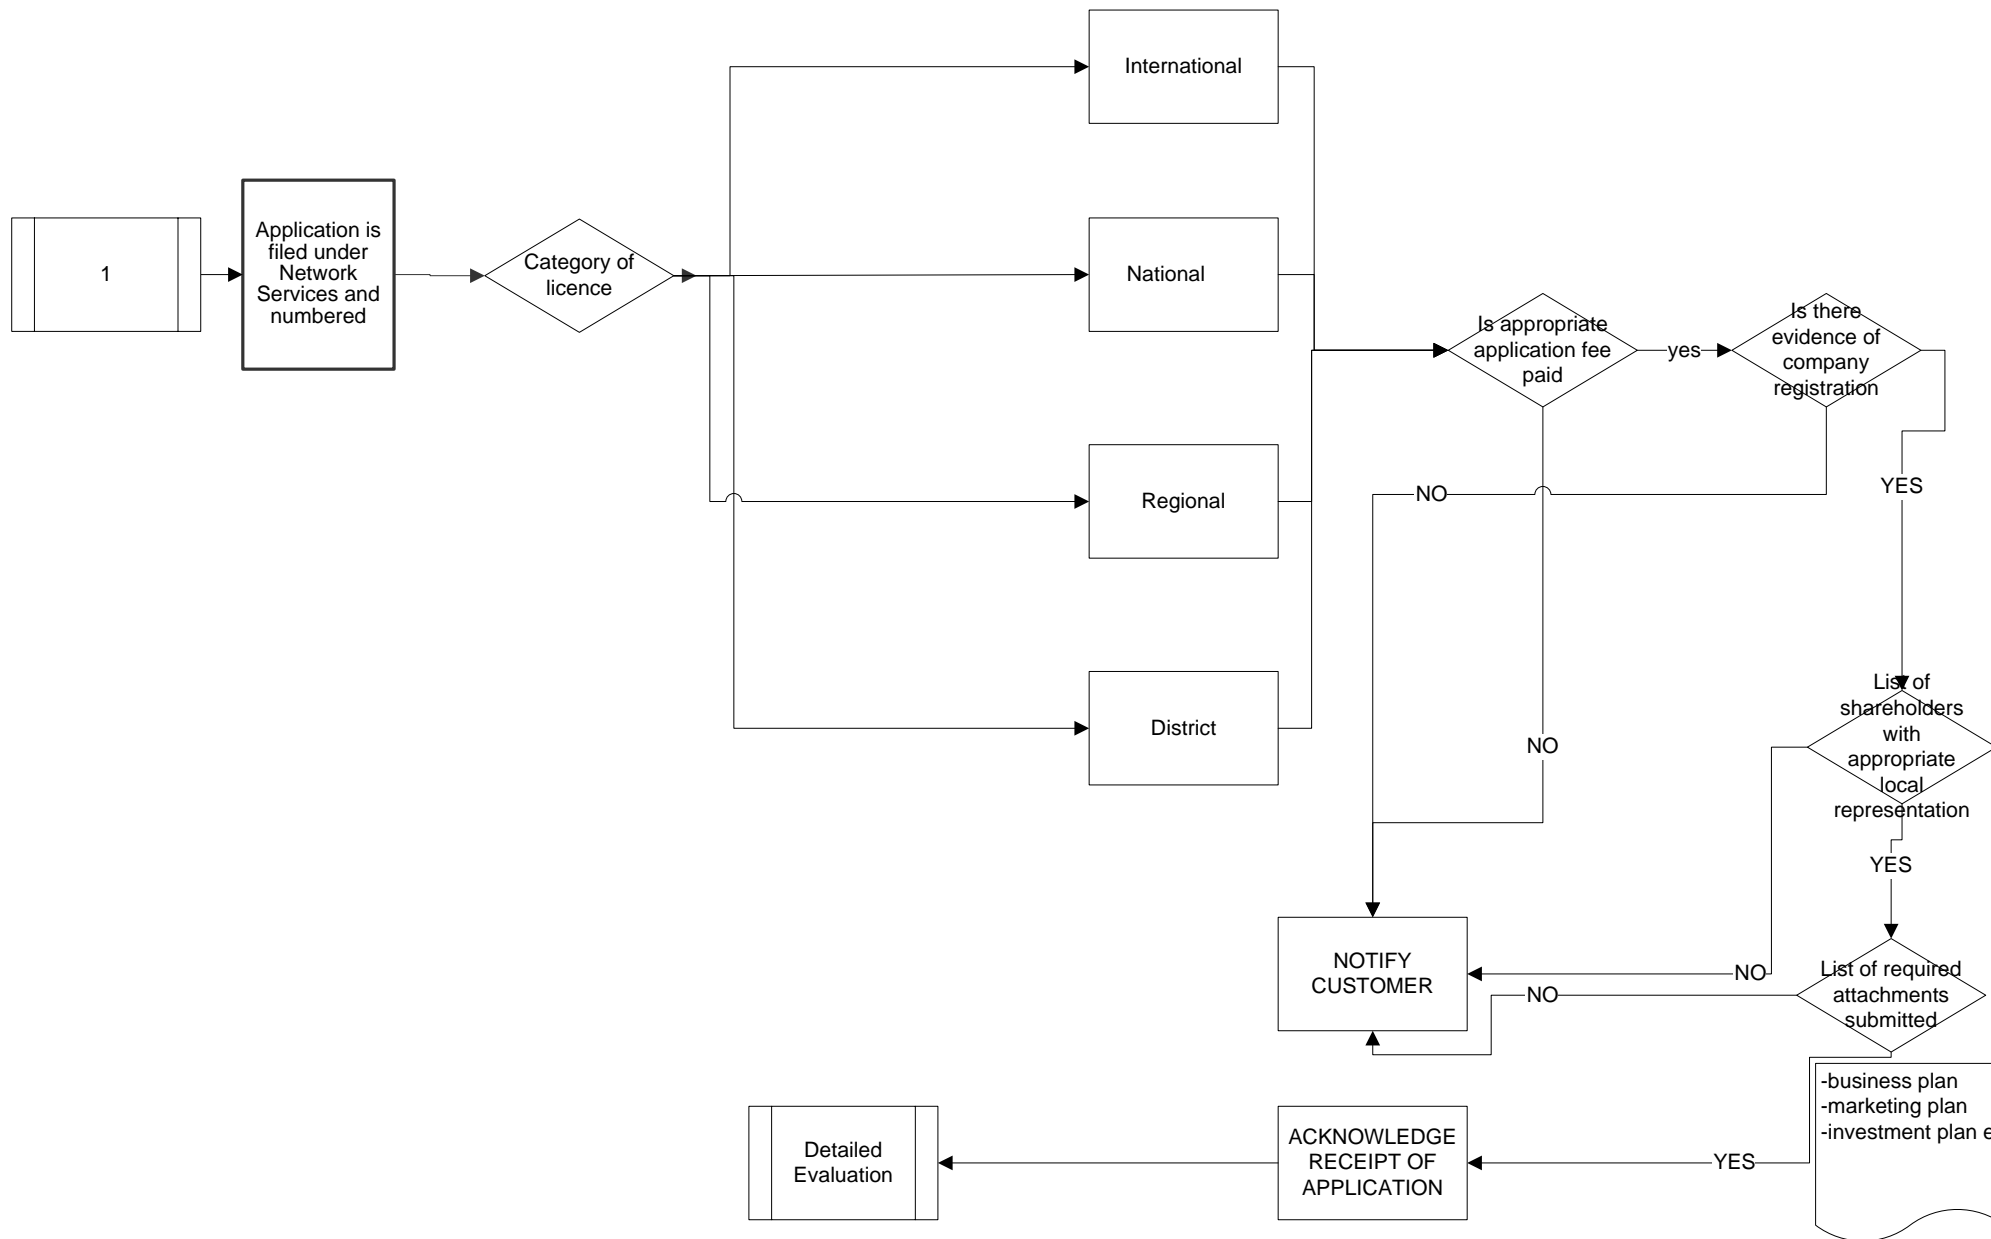 International
1
Application is
filed under
Network
Services and
numbered
Category of
licence
National
Is appropriate
application fee
paid
yes
Is there
evidence of
company
registration
Regional
NO
YES
District
NO
List of
shareholders
with
appropriate
local
representation
YES
NOTIFY
CUSTOMER
NO
NO
List of required
attachments
submitted
-business plan
-marketing plan
-investment plan e
Detailed
Evaluation
ACKNOWLEDGE
RECEIPT OF
APPLICATION
YES